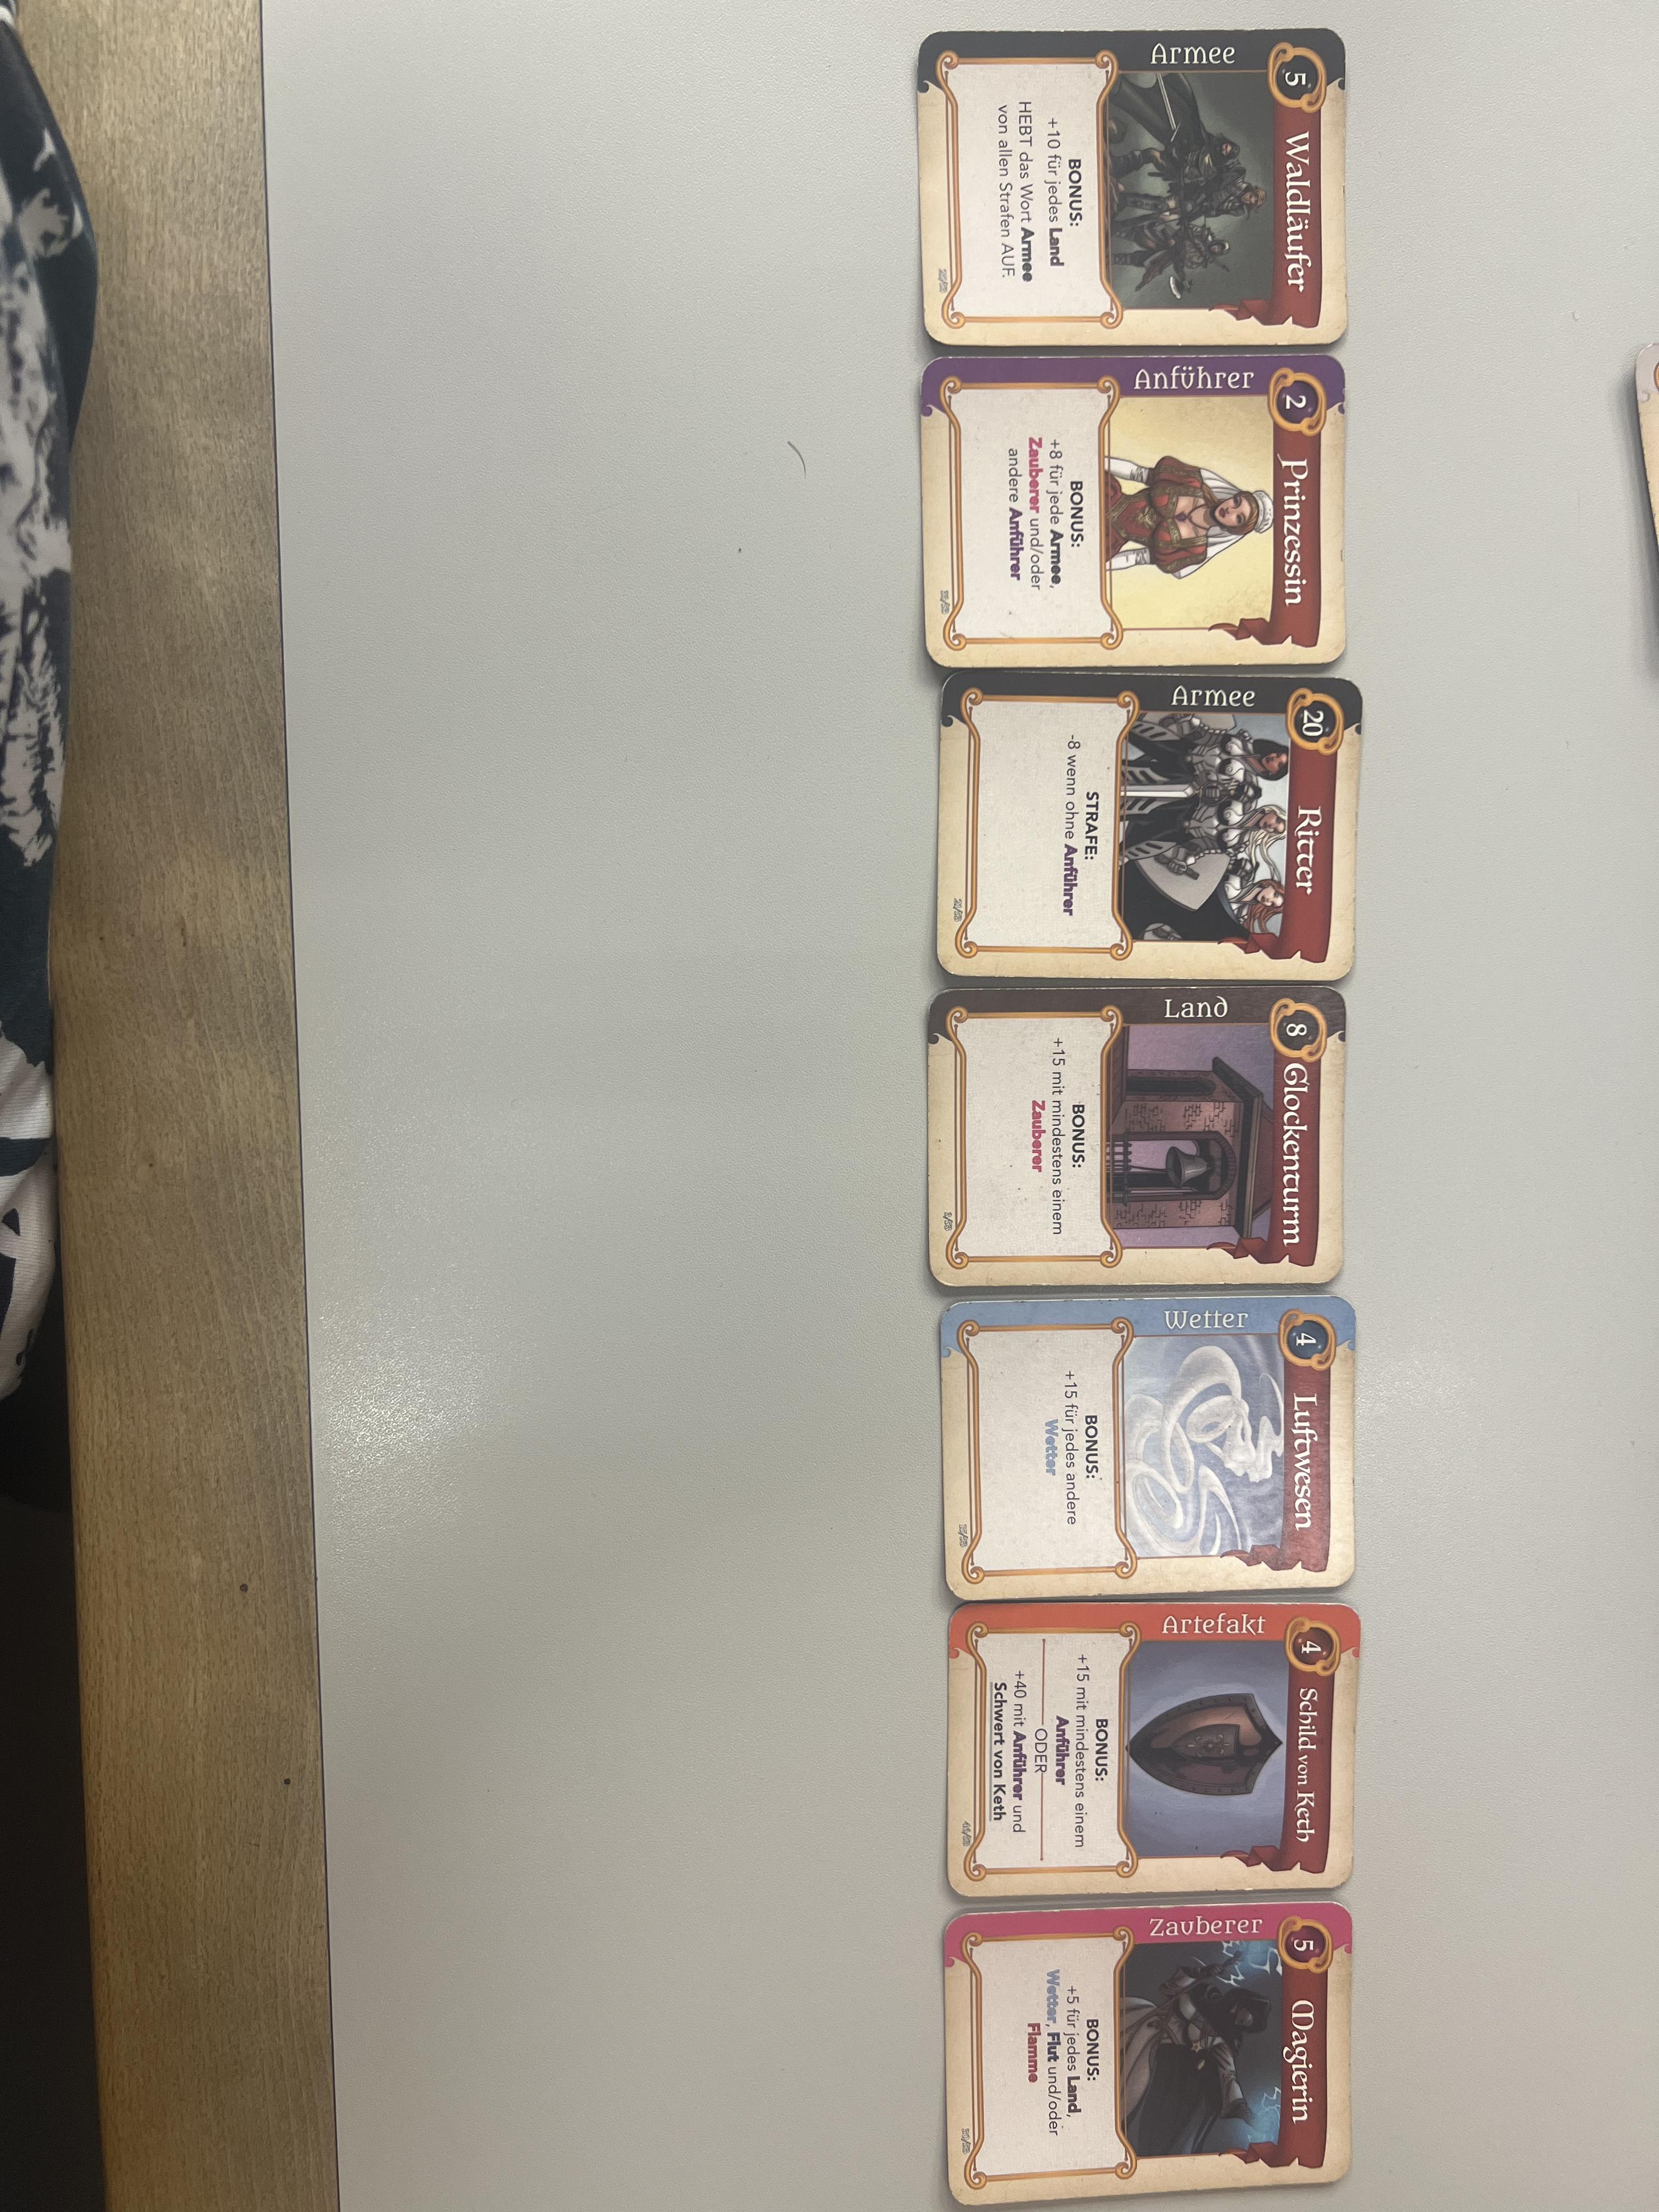 5
Waldläufer
Armee
BONUS:
+10 für jedes Land
HEBT das Wort Armee
von allen Strafen AUF.
2
Prinzessin
Anführer
BONUS:
+8 für jede Armee,
Zauberer und/oder
andere Anführer
20
Ritter
Armee
STRAFE:
-8 wenn ohne Anführer
8
Glockenturm
Land
BONUS:
+15 mit mindestens einem
Zauberer
4
Luftwesen
Wetter
BONUS:
+15 für jedes andere
Wetter
4
Schild von Keth
Artefakt
BONUS:
+15 mit mindestens einem
Anführer
ODER
+40 mit Anführer und
Schwert von Keth
5
Magierin
Zauberer
BONUS:
+5 für jedes Land,
Wetter, Flut und/oder
Flamme